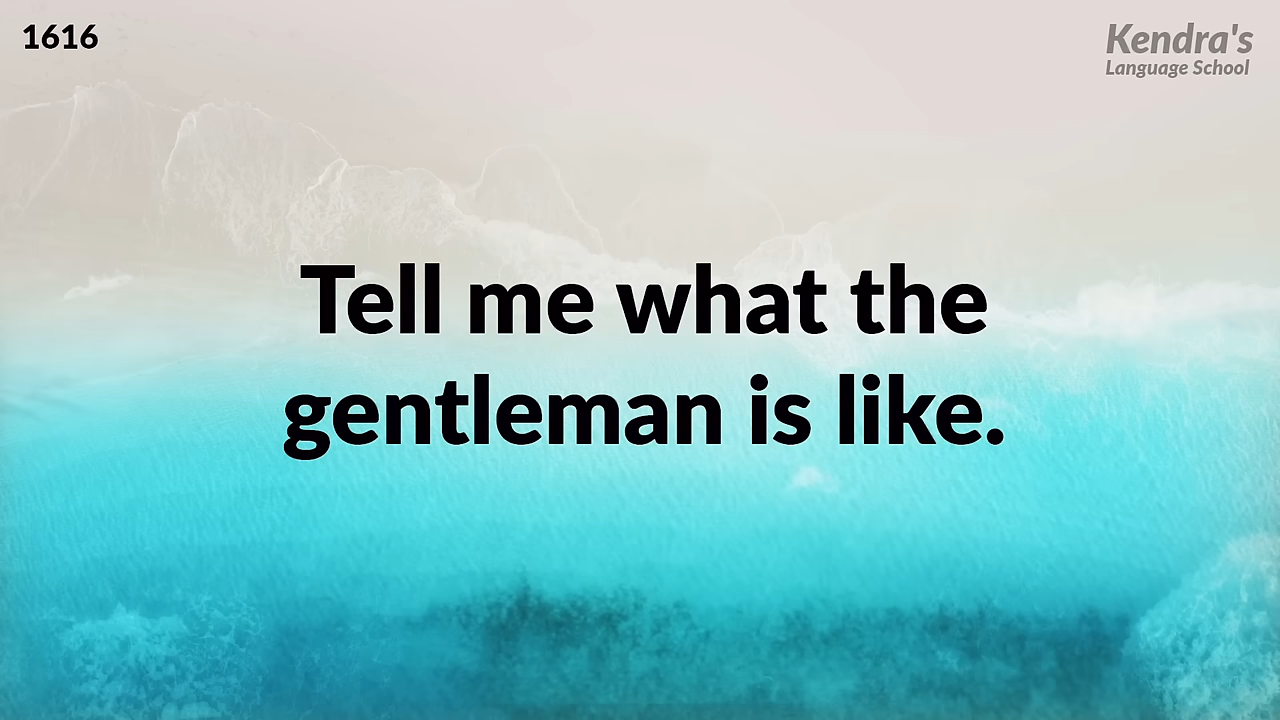 1616
Kendra's
Language School
Tell me what the
gentleman is like.